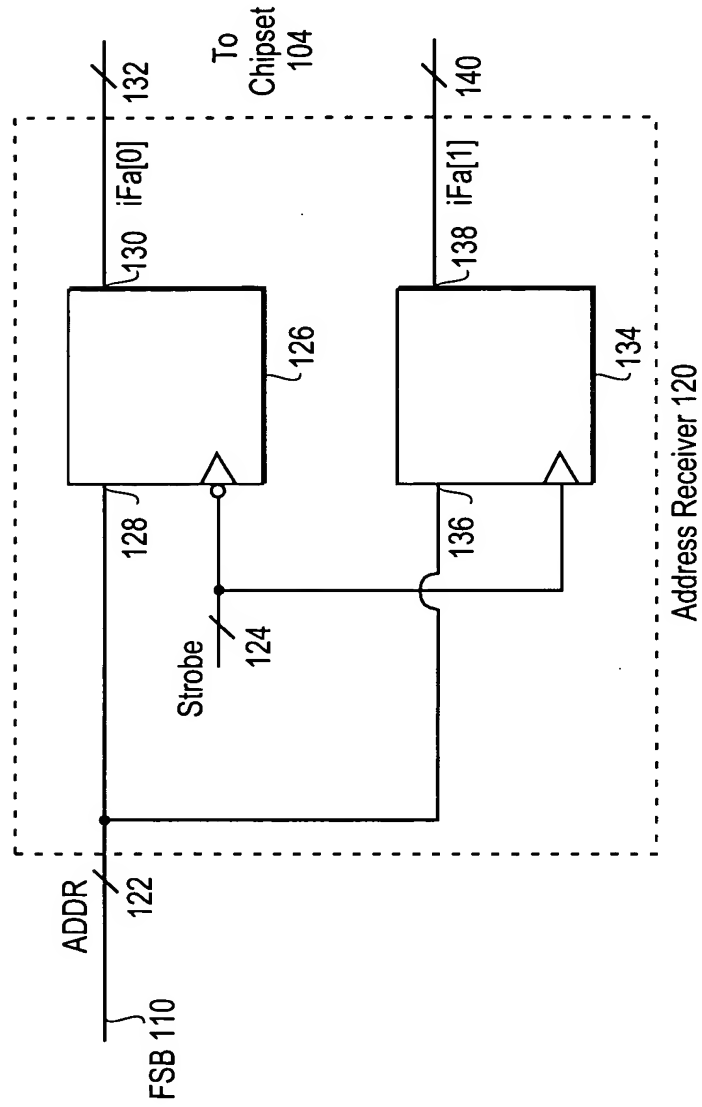 FSB 110
ADDR
122
Strobe
124
128
130
iFa[0]
132
126
To
Chipset
104
136
138
iFa[1]
140
134
Address Receiver 120